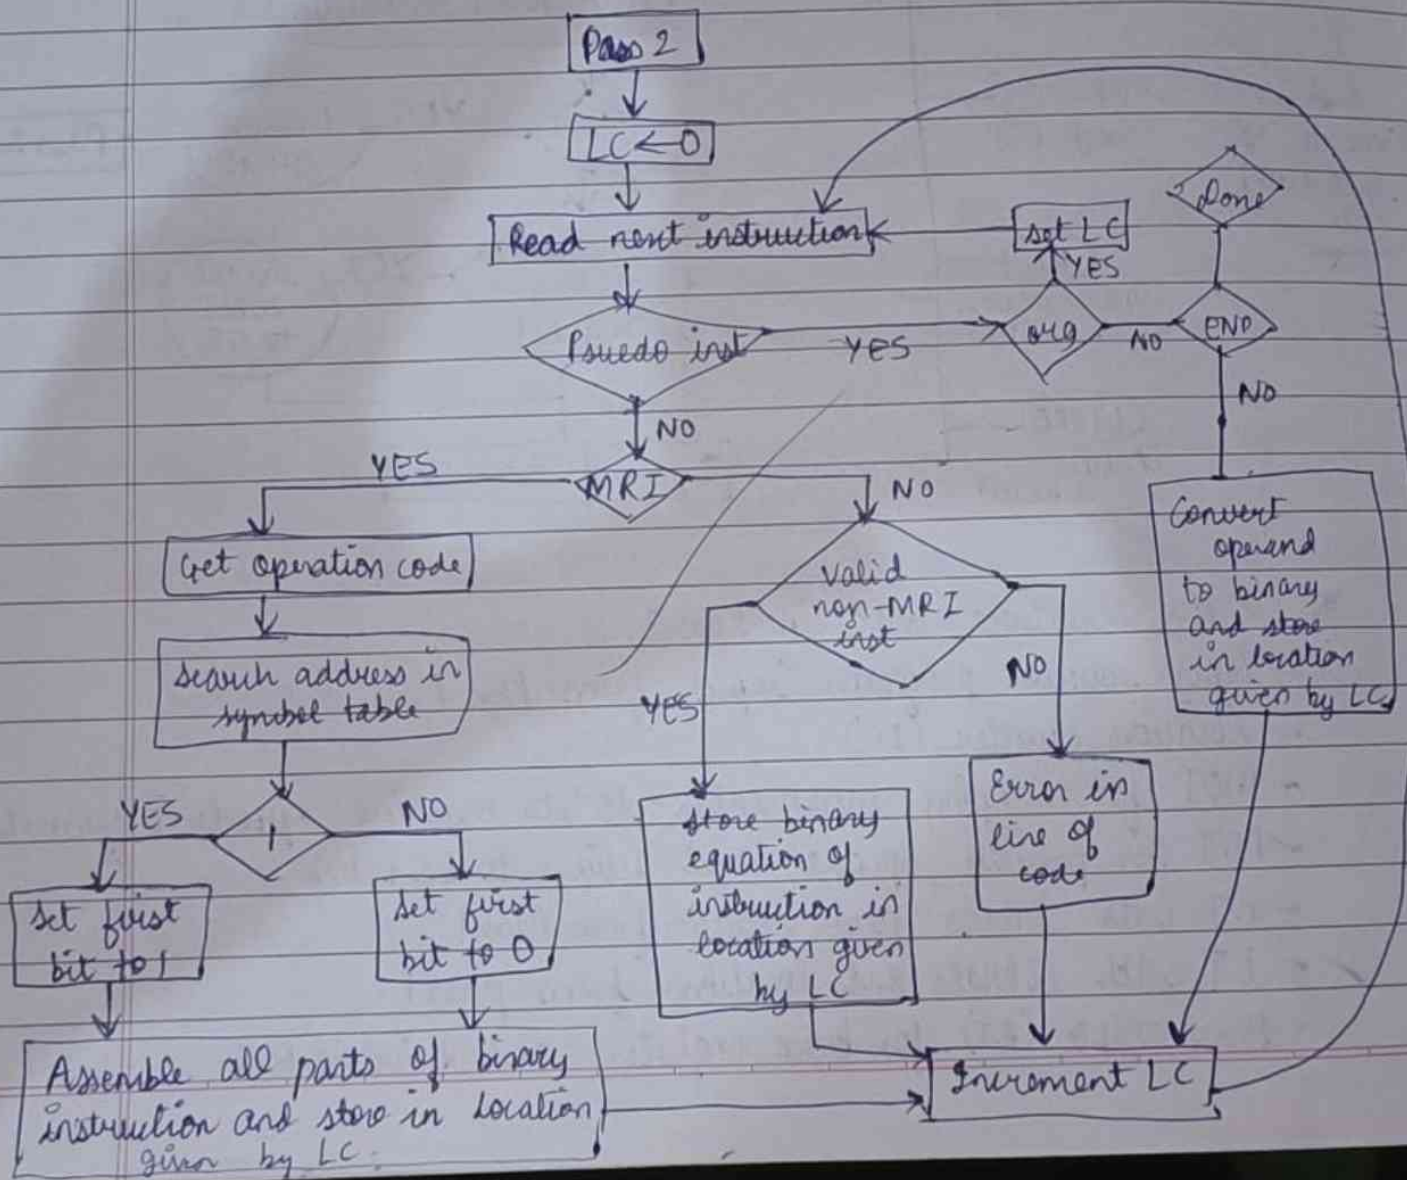 Pass 2
LC ← 0
Read next instruction
set LC
Done
YES
Psuedo inst
YES
org
NO
END
NO
NO
YES
MRI
NO
Get operation code
Convert
operand
to binary
and store
in location
given by LC
valid
non-MRI
inst
search address in
symbol table
YES
NO
YES
I
NO
Error in
line of
code
store binary
equation of
instruction in
location given
by LC
set first
bit to 1
set first
bit to 0
Assemble all parts of binary
instruction and store in location
given by LC.
Increment LC